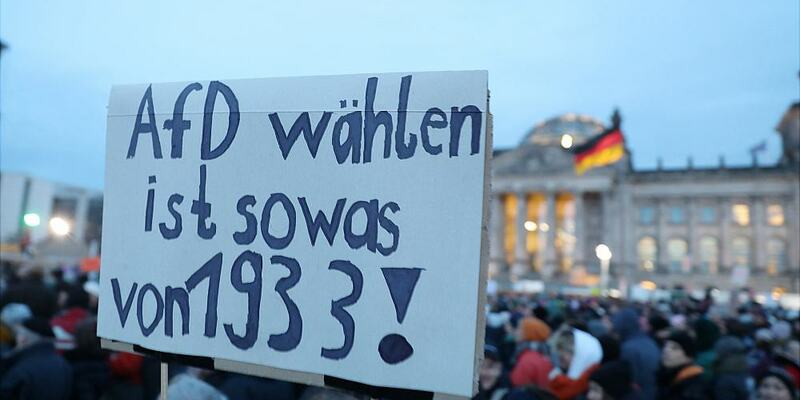 AfD wählen
ist sowas
von 1933!